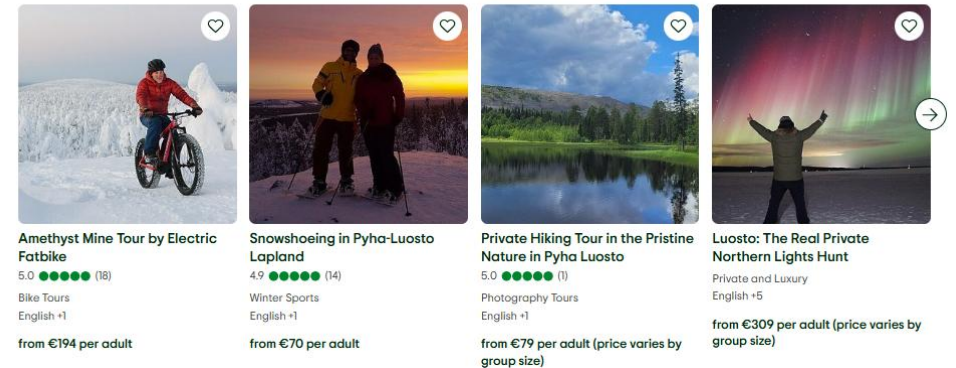 Amethyst Mine Tour by Electric
Fatbike
5.0 (18)
Bike Tours
English +1
from €194 per adult
Snowshoeing in Pyha-Luosto
Lapland
4.9 (14)
Winter Sports
English +1
from €70 per adult
Private Hiking Tour in the Pristine
Nature in Pyha Luosto
5.0 (1)
Photography Tours
English +1
from €79 per adult (price varies by
group size)
Luosto: The Real Private
Northern Lights Hunt
Private and Luxury
English +5
from €309 per adult (price varies by
group size)